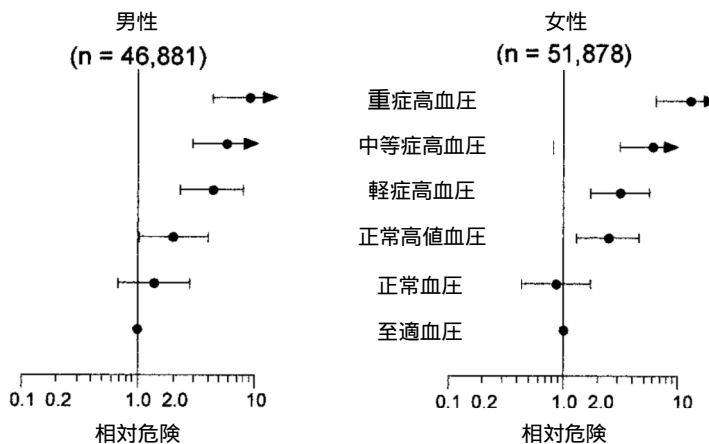 男性
(n = 46,881)
女性
(n = 51,878)
重症高血圧
中等症高血圧
軽症高血圧
正常高値血圧
正常血圧
至適血圧
0.1 0.2 1.0 2.0 10
相対危険
0.1 0.2 1.0 2.0 10
相対危険